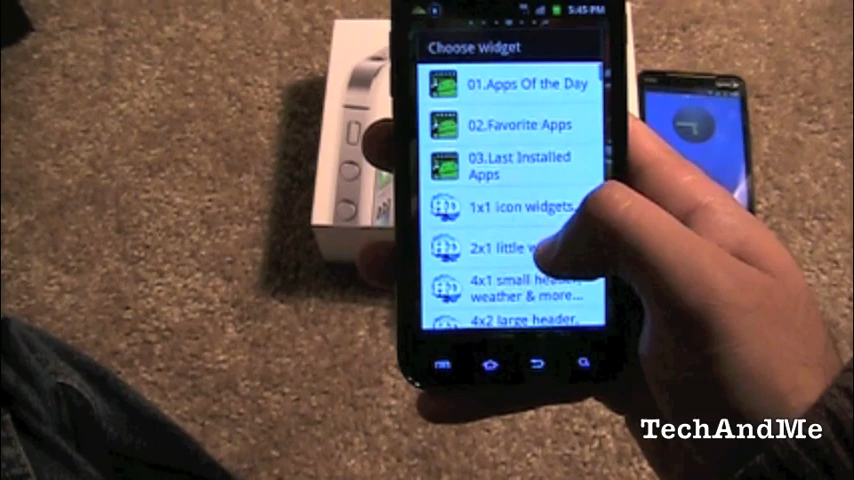 5:45 PM
Choose widget
01.Apps Of the Day
02.Favorite Apps
03.Last Installed
Apps
1x1 icon widgets
2x1 little
4x1 small header,
weather & more...
4x2 large header,
TechAndMe